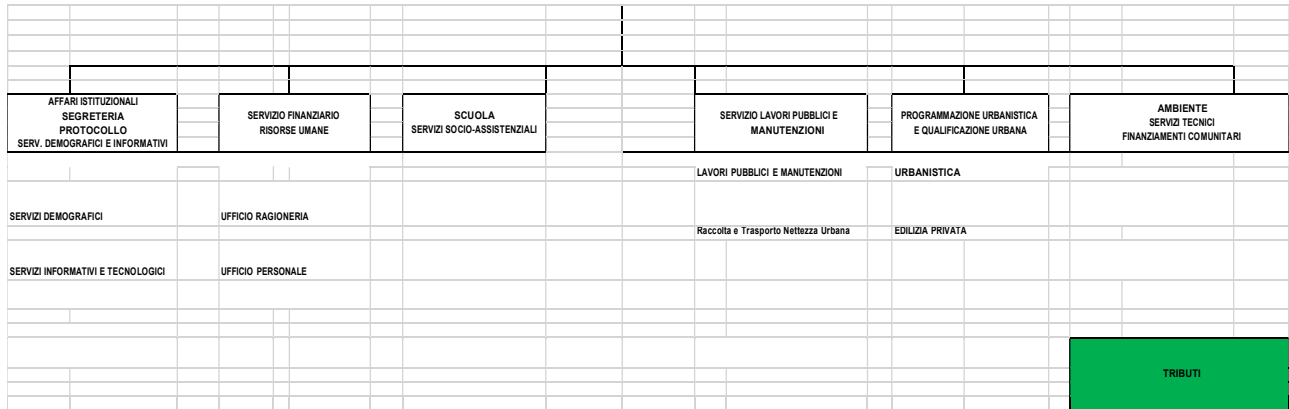 AFFARI ISTITUZIONALI
SEGRETERIA
PROTOCOLLO
SERV. DEMOGRAFICI E INFORMATIVI
SERVIZIO FINANZIARIO
RISORSE UMANE
SCUOLA
SERVIZI SOCIO-ASSISTENZIALI
SERVIZIO LAVORI PUBBLICI E
MANUTENZIONI
PROGRAMMAZIONE URBANISTICA
E QUALIFICAZIONE URBANA
AMBIENTE
SERVIZI TECNICI
FINANZIAMENTI COMUNITARI
LAVORI PUBBLICI E MANUTENZIONI
URBANISTICA
SERVIZI DEMOGRAFICI
UFFICIO RAGIONERIA
Raccolta e Trasporto Nettezza Urbana
EDILIZIA PRIVATA
SERVIZI INFORMATIVI E TECNOLOGICI
UFFICIO PERSONALE
TRIBUTI